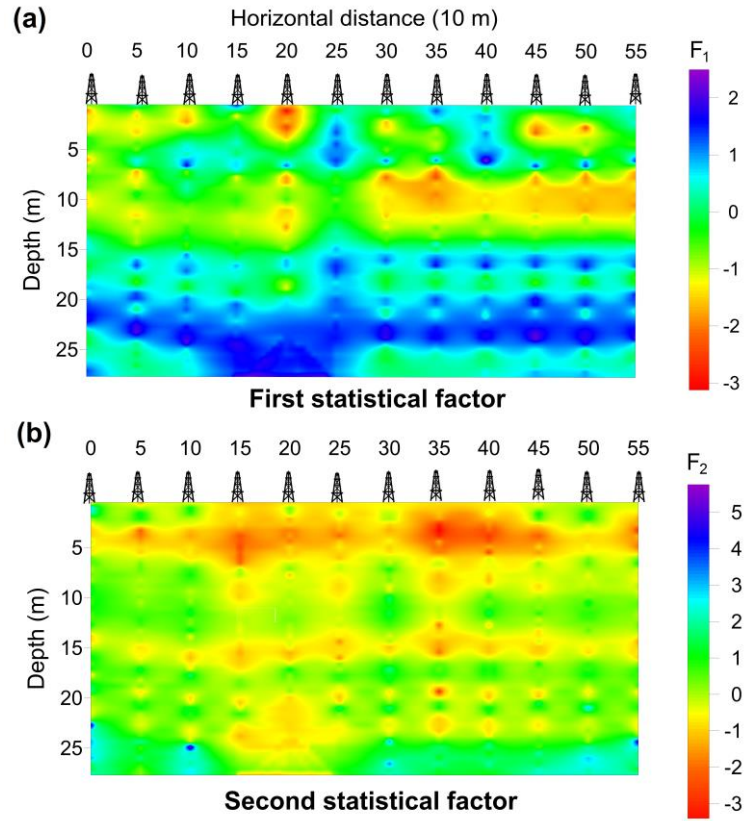 (a)
Horizontal distance (10 m)
0 5 10 15 20 25 30 35 40 45 50 55
F1
Depth (m)
5
10
15
20
25
2
1
0
-1
-2
-3
First statistical factor
(b)
0 5 10 15 20 25 30 35 40 45 50 55
F2
Depth (m)
5
10
15
20
25
5
4
3
2
1
0
-1
-2
-3
Second statistical factor